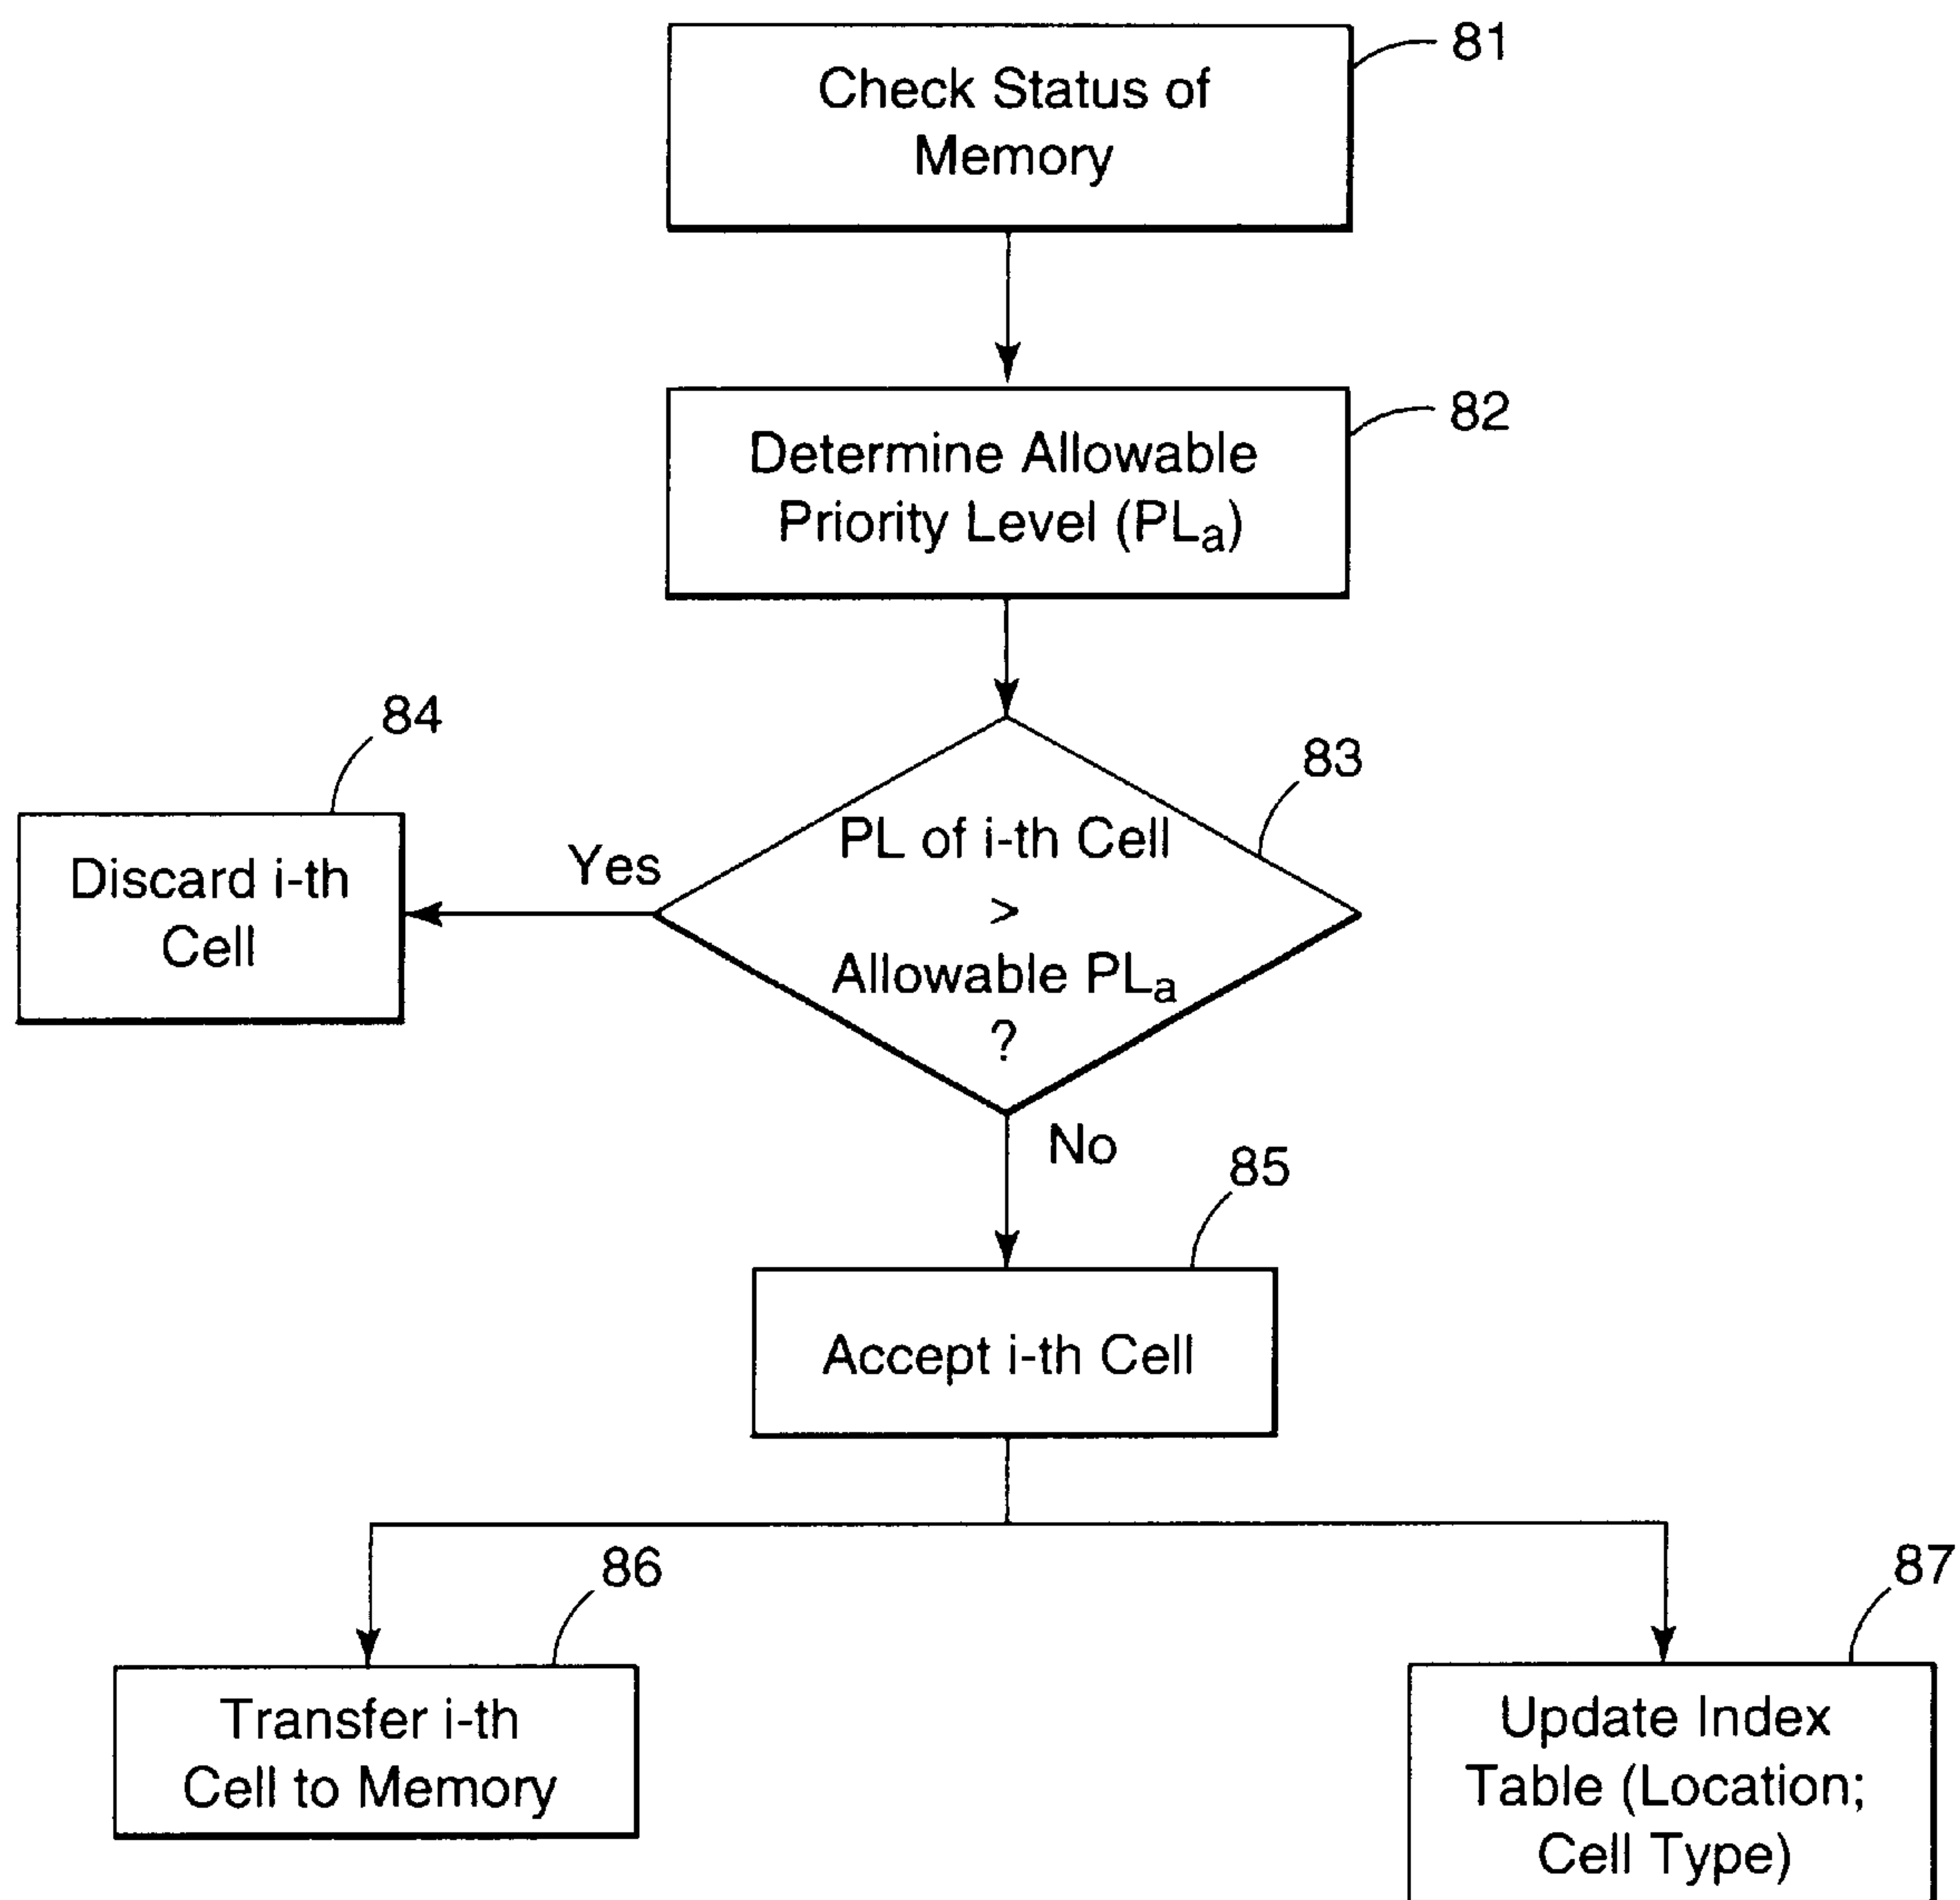 81
Check Status of
Memory
82
Determine Allowable
Priority Level (PLa)
84
83
Discard i-th
Cell
Yes
PL of i-th Cell
>
Allowable PLa
?
No
85
Accept i-th Cell
86
87
Transfer i-th
Cell to Memory
Update Index
Table (Location;
Cell Type)